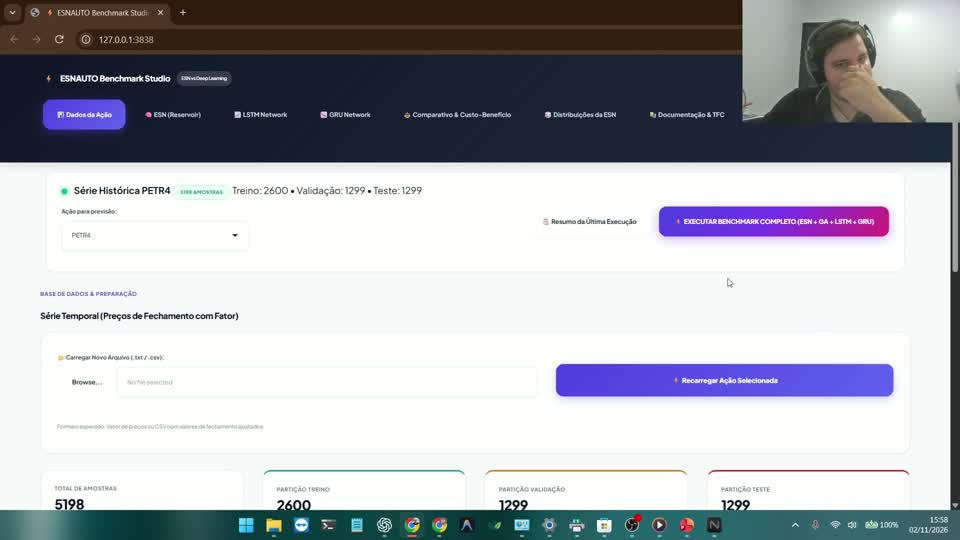 ESNAUTO Benchmark Studio
127.0.0.1:3838
ESNAUTO Benchmark Studio
ESN vs Deep Learning
Dados da Ação
ESN (Reservoir)
LSTM Network
GRU Network
Comparativo & Custo-Benefício
Distribuições da ESN
Documentação & TFC
Série Histórica PETR4
5198 AMOSTRAS
Treino: 2600 • Validação: 1299 • Teste: 1299
Ação para previsão:
PETR4
Resumo da Última Execução
EXECUTAR BENCHMARK COMPLETO (ESN + GA + LSTM + GRU)
BASE DE DADOS & PREPARAÇÃO
Série Temporal (Preços de Fechamento com Fator)
Carregar Novo Arquivo (.txt / .csv):
Browse...
No file selected
Recarregar Ação Selecionada
Formato esperado: Vetor de preços ou CSV com valores de fechamento ajustados.
TOTAL DE AMOSTRAS
5198
PARTIÇÃO TREINO
2600
PARTIÇÃO VALIDAÇÃO
1299
PARTIÇÃO TESTE
1299
100%
15:58
02/11/2026